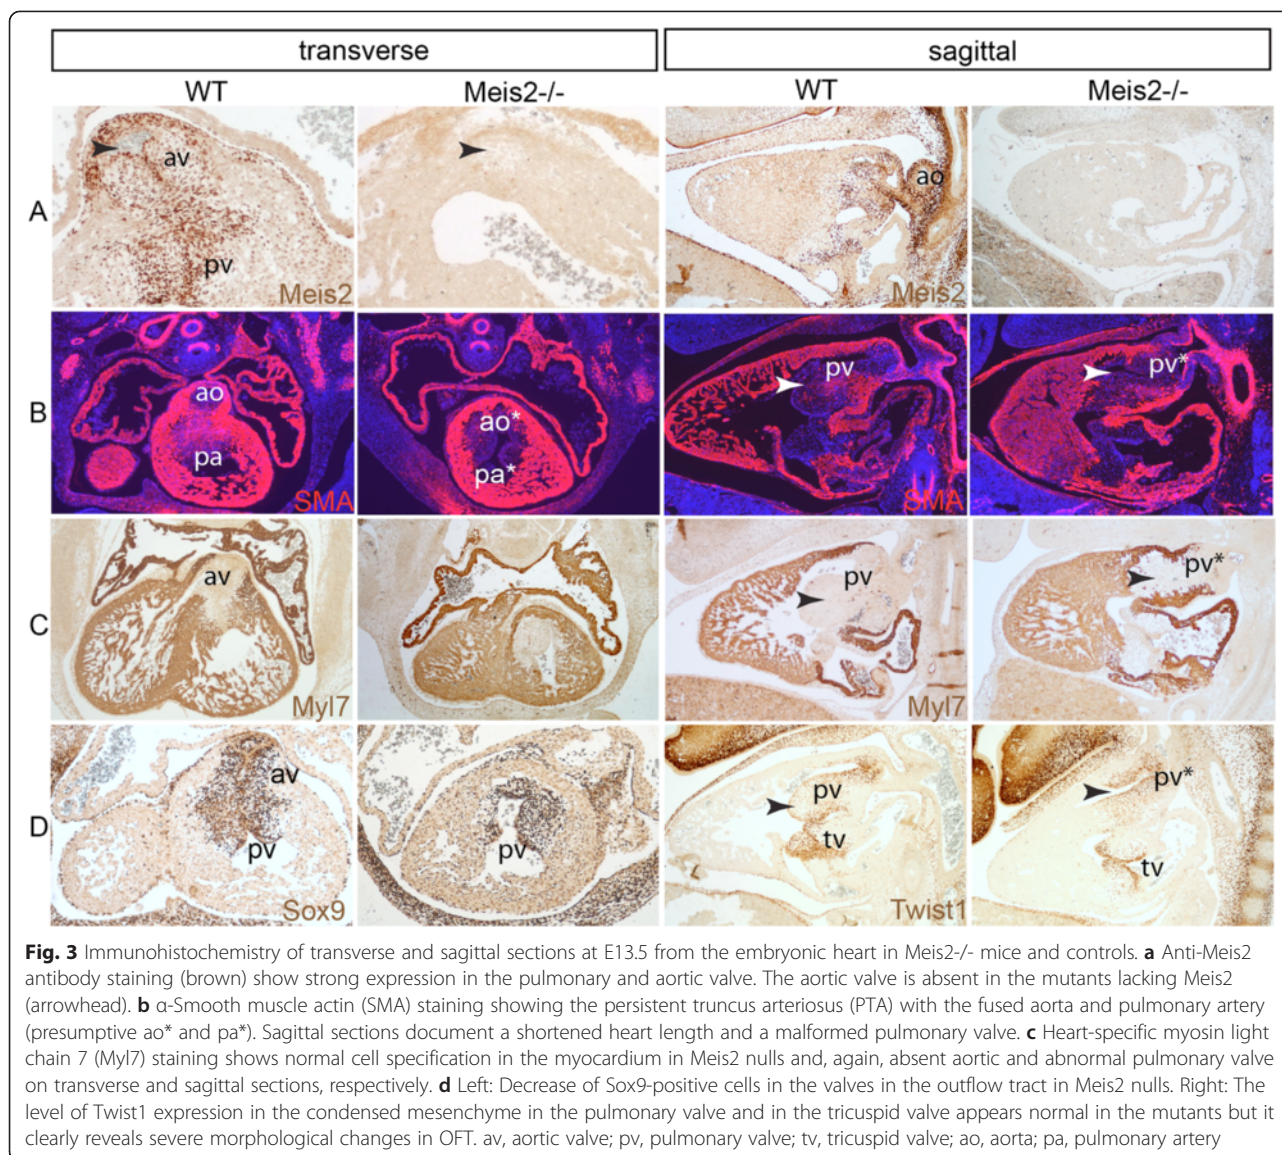 transverse
sagittal
WT
Meis2-/-
WT
Meis2-/-
A
av
pv
Meis2
ao
Meis2
B
ao
pa
SMA
ao*
pa*
pv
SMA
pv*
C
av
Myl7
pv
Myl7
pv*
D
av
pv
Sox9
pv
pv
tv
Twist1
pv*
tv
Fig. 3 Immunohistochemistry of transverse and sagittal sections at E13.5 from the embryonic heart in Meis2-/- mice and controls. a Anti-Meis2
antibody staining (brown) show strong expression in the pulmonary and aortic valve. The aortic valve is absent in the mutants lacking Meis2
(arrowhead). b α-Smooth muscle actin (SMA) staining showing the persistent truncus arteriosus (PTA) with the fused aorta and pulmonary artery
(presumptive ao* and pa*). Sagittal sections document a shortened heart length and a malformed pulmonary valve. c Heart-specific myosin light
chain 7 (Myl7) staining shows normal cell specification in the myocardium in Meis2 nulls and, again, absent aortic and abnormal pulmonary valve
on transverse and sagittal sections, respectively. d Left: Decrease of Sox9-positive cells in the valves in the outflow tract in Meis2 nulls. Right: The
level of Twist1 expression in the condensed mesenchyme in the pulmonary valve and in the tricuspid valve appears normal in the mutants but it
clearly reveals severe morphological changes in OFT. av, aortic valve; pv, pulmonary valve; tv, tricuspid valve; ao, aorta; pa, pulmonary artery